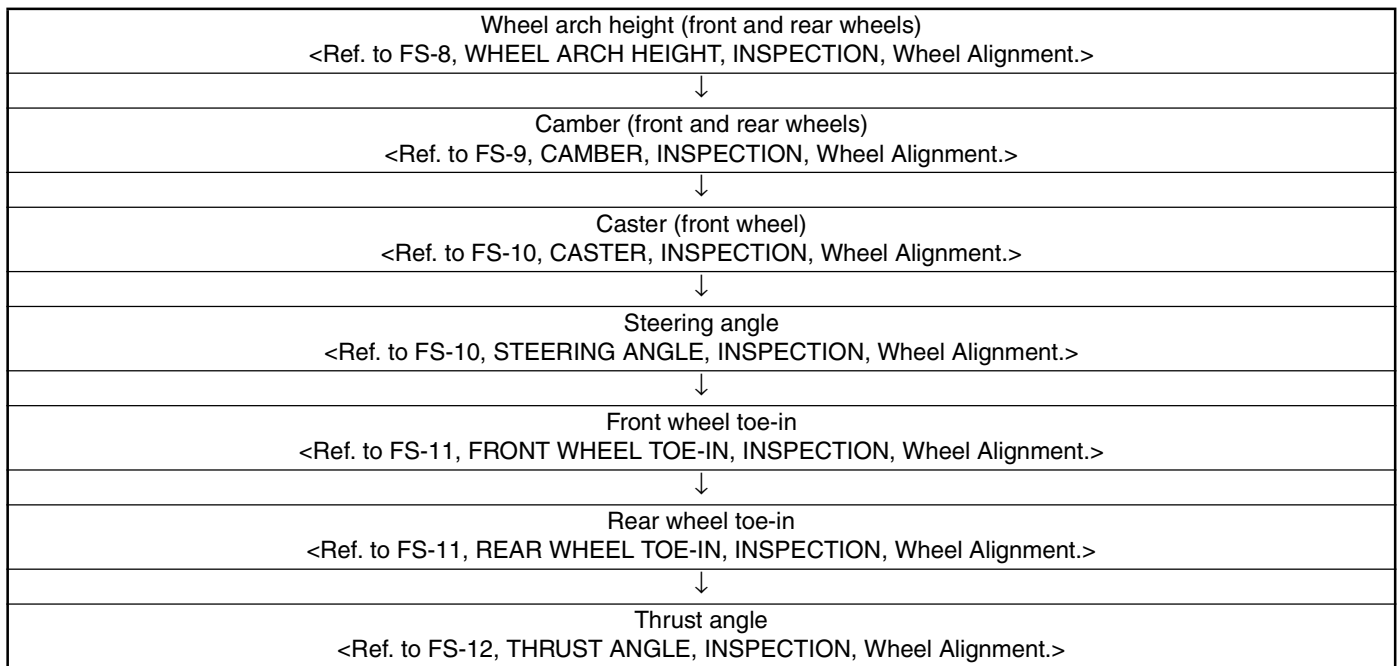 Wheel arch height (front and rear wheels)
<Ref. to FS-8, WHEEL ARCH HEIGHT, INSPECTION, Wheel Alignment.>
↓
Camber (front and rear wheels)
<Ref. to FS-9, CAMBER, INSPECTION, Wheel Alignment.>
↓
Caster (front wheel)
<Ref. to FS-10, CASTER, INSPECTION, Wheel Alignment.>
↓
Steering angle
<Ref. to FS-10, STEERING ANGLE, INSPECTION, Wheel Alignment.>
↓
Front wheel toe-in
<Ref. to FS-11, FRONT WHEEL TOE-IN, INSPECTION, Wheel Alignment.>
↓
Rear wheel toe-in
<Ref. to FS-11, REAR WHEEL TOE-IN, INSPECTION, Wheel Alignment.>
↓
Thrust angle
<Ref. to FS-12, THRUST ANGLE, INSPECTION, Wheel Alignment.>